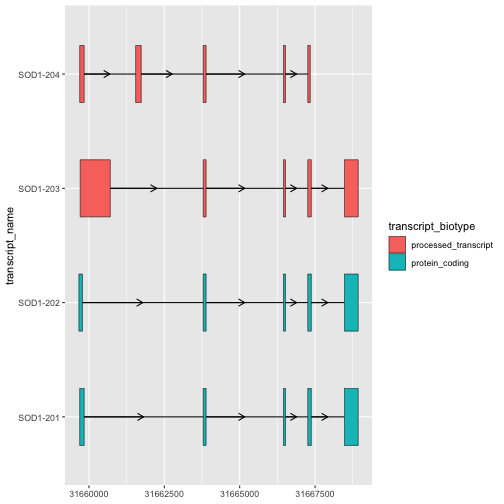 SOD1-204
SOD1-203
SOD1-202
SOD1-201
transcript_name
31660000 31662500 31665000 31667500
transcript_biotype
processed_transcript
protein_coding